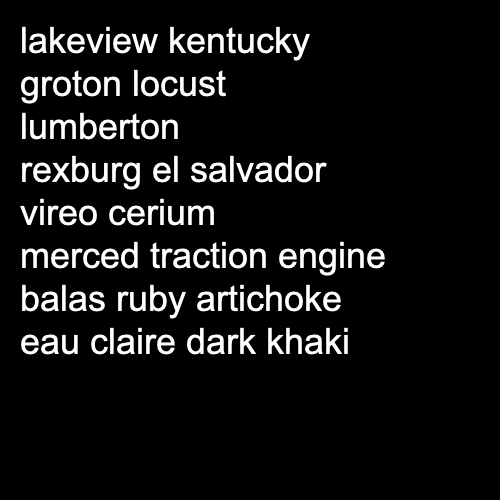 lakeview kentucky
groton locust
lumberton
rexburg el salvador
vireo cerium
merced traction engine
balas ruby artichoke
eau claire dark khaki